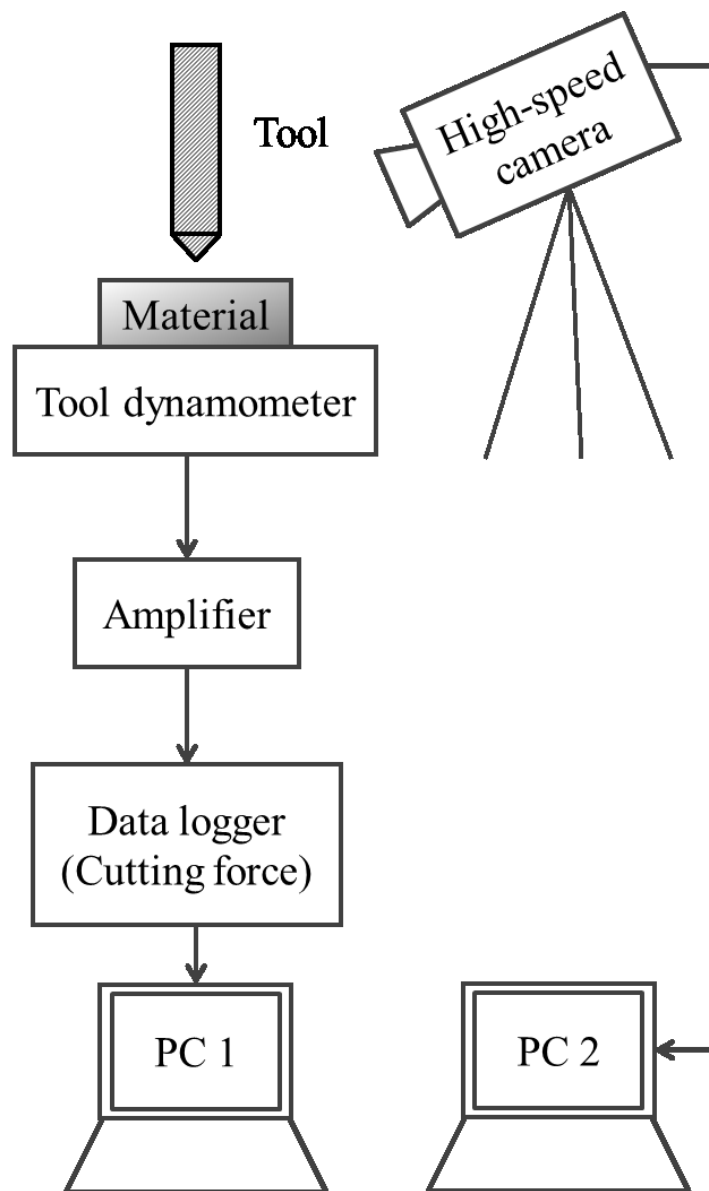 Tool
High-speed
camera
Material
Tool dynamometer
Amplifier
Data logger
(Cutting force)
PC 1
PC 2